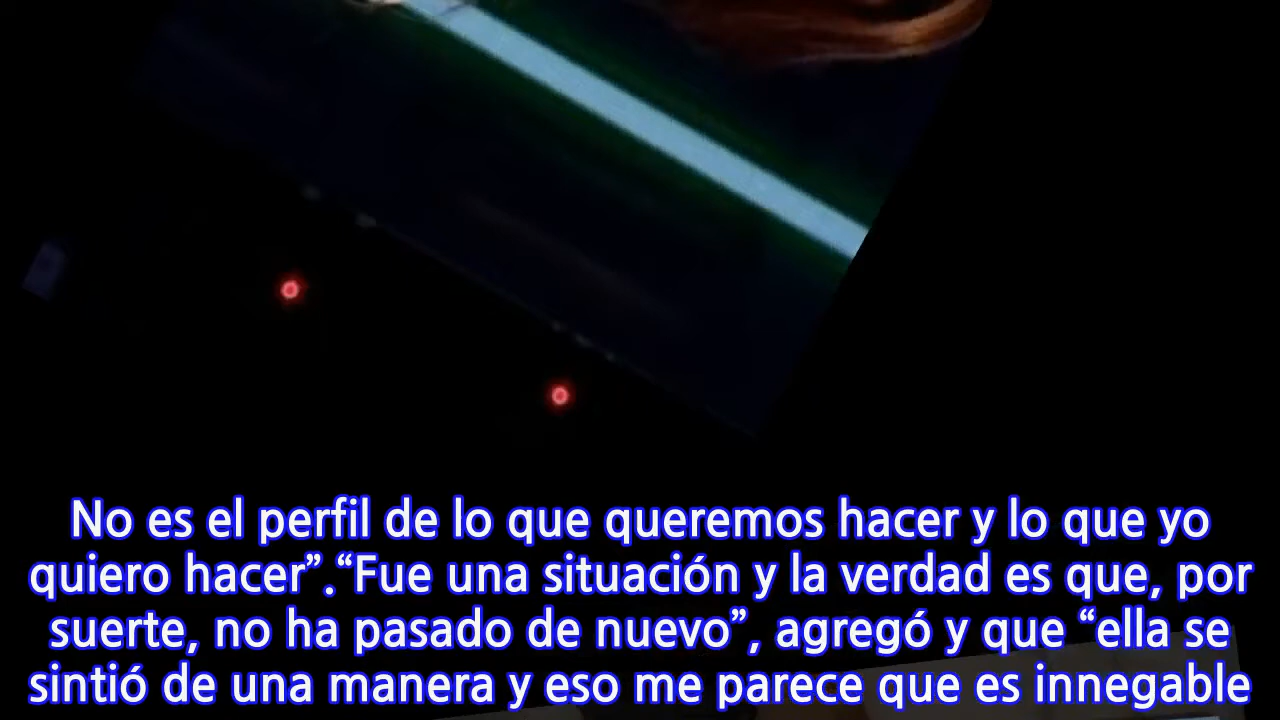 No es el perfil de lo que queremos hacer y lo que yo
quiero hacer”.“Fue una situación y la verdad es que, por
suerte, no ha pasado de nuevo”, agregó y que “ella se
sintió de una manera y eso me parece que es innegable